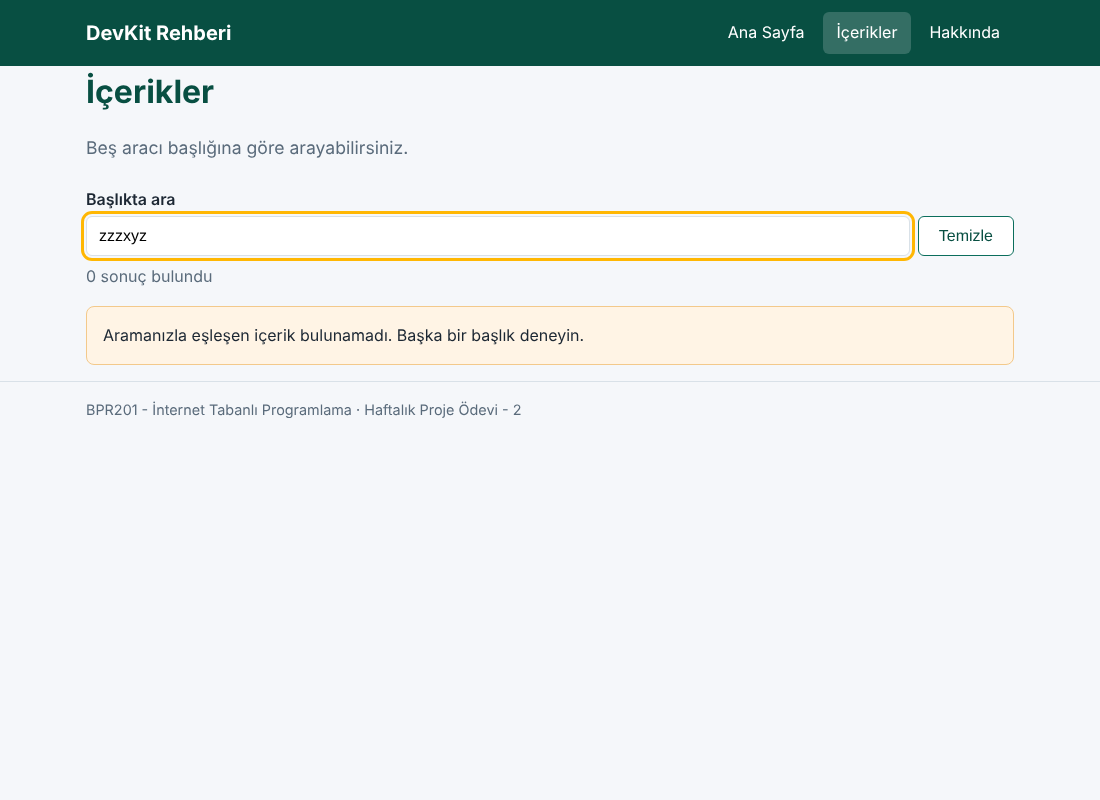 DevKit Rehberi
Ana Sayfa
İçerikler
Hakkında
İçerikler
Beş aracı başlığına göre arayabilirsiniz.
Başlıkta ara
zzzxyz
Temizle
0 sonuç bulundu
Aramanızla eşleşen içerik bulunamadı. Başka bir başlık deneyin.
BPR201 - İnternet Tabanlı Programlama · Haftalık Proje Ödevi - 2